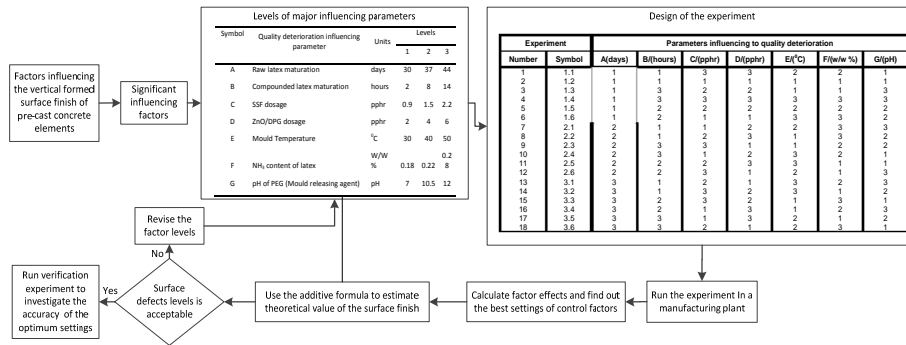 Levels of major influencing parameters
Symbol Quality deterioration influencing parameter Units Levels
1 2 3
A Raw latex maturation days 30 37 44
B Compounded latex maturation hours 2 8 14
C SSF dosage pphr 0.9 1.5 2.2
D ZnO/DPG dosage pphr 2 4 6
E Mould Temperature ⁰C 30 40 50
W/W 0.2
F NH₃ content of latex % 0.18 0.22 8
G pH of PEG (Mould releasing agent) pH 7 10.5 12
Design of the experiment
Experiment Parameters influencing to quality deterioration
Number Symbol A(days) B/(hours) C/(pphr) D/(pphr) E/(⁰C) F/(w/w %) G/(pH)
1 1.1 1 1 3 3 2 2 1
2 1.2 1 1 1 1 1 1 1
3 1.3 1 3 2 2 1 1 3
4 1.4 1 3 3 3 3 3 3
5 1.5 1 2 2 2 2 2 2
6 1.6 1 2 1 1 3 3 2
7 2.1 2 1 1 2 2 3 3
8 2.2 2 1 2 3 1 3 2
9 2.3 2 3 3 1 1 2 2
10 2.4 2 3 1 2 3 2 1
11 2.5 2 2 2 3 3 1 1
12 2.6 2 2 3 1 2 1 3
13 3.1 3 1 2 1 3 2 3
14 3.2 3 1 3 2 3 1 2
15 3.3 3 2 3 2 1 3 1
16 3.4 3 2 1 3 1 2 3
17 3.5 3 3 1 3 2 1 2
18 3.6 3 3 2 1 2 3 1
Factors influencing
the vertical formed
surface finish of
pre-cast concrete
elements
Significant
influencing
factors
Revise the
factor levels
No
Run verification
experiment to
investigate the
accuracy of the
optimum settings
Yes
Surface
defects levels is
acceptable
Use the additive formula to estimate
theoretical value of the surface finish
Calculate factor effects and find out
the best settings of control factors
Run the experiment In a
manufacturing plant